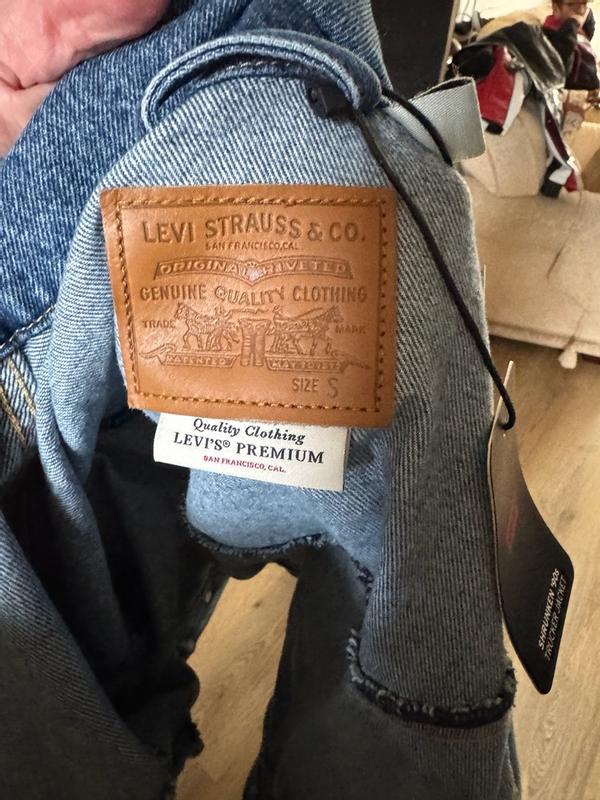 LEVI STRAUSS & CO.
SAN FRANCISCO, CAL.
ORIGINAL RIVETED
GENUINE QUALITY CLOTHING
TRADE MARK
PATENTED MAY 20 1873
SIZE S
Quality Clothing
LEVI'S® PREMIUM
SAN FRANCISCO, CAL.
SHRUNKEN '90s
TRUCKER JACKET